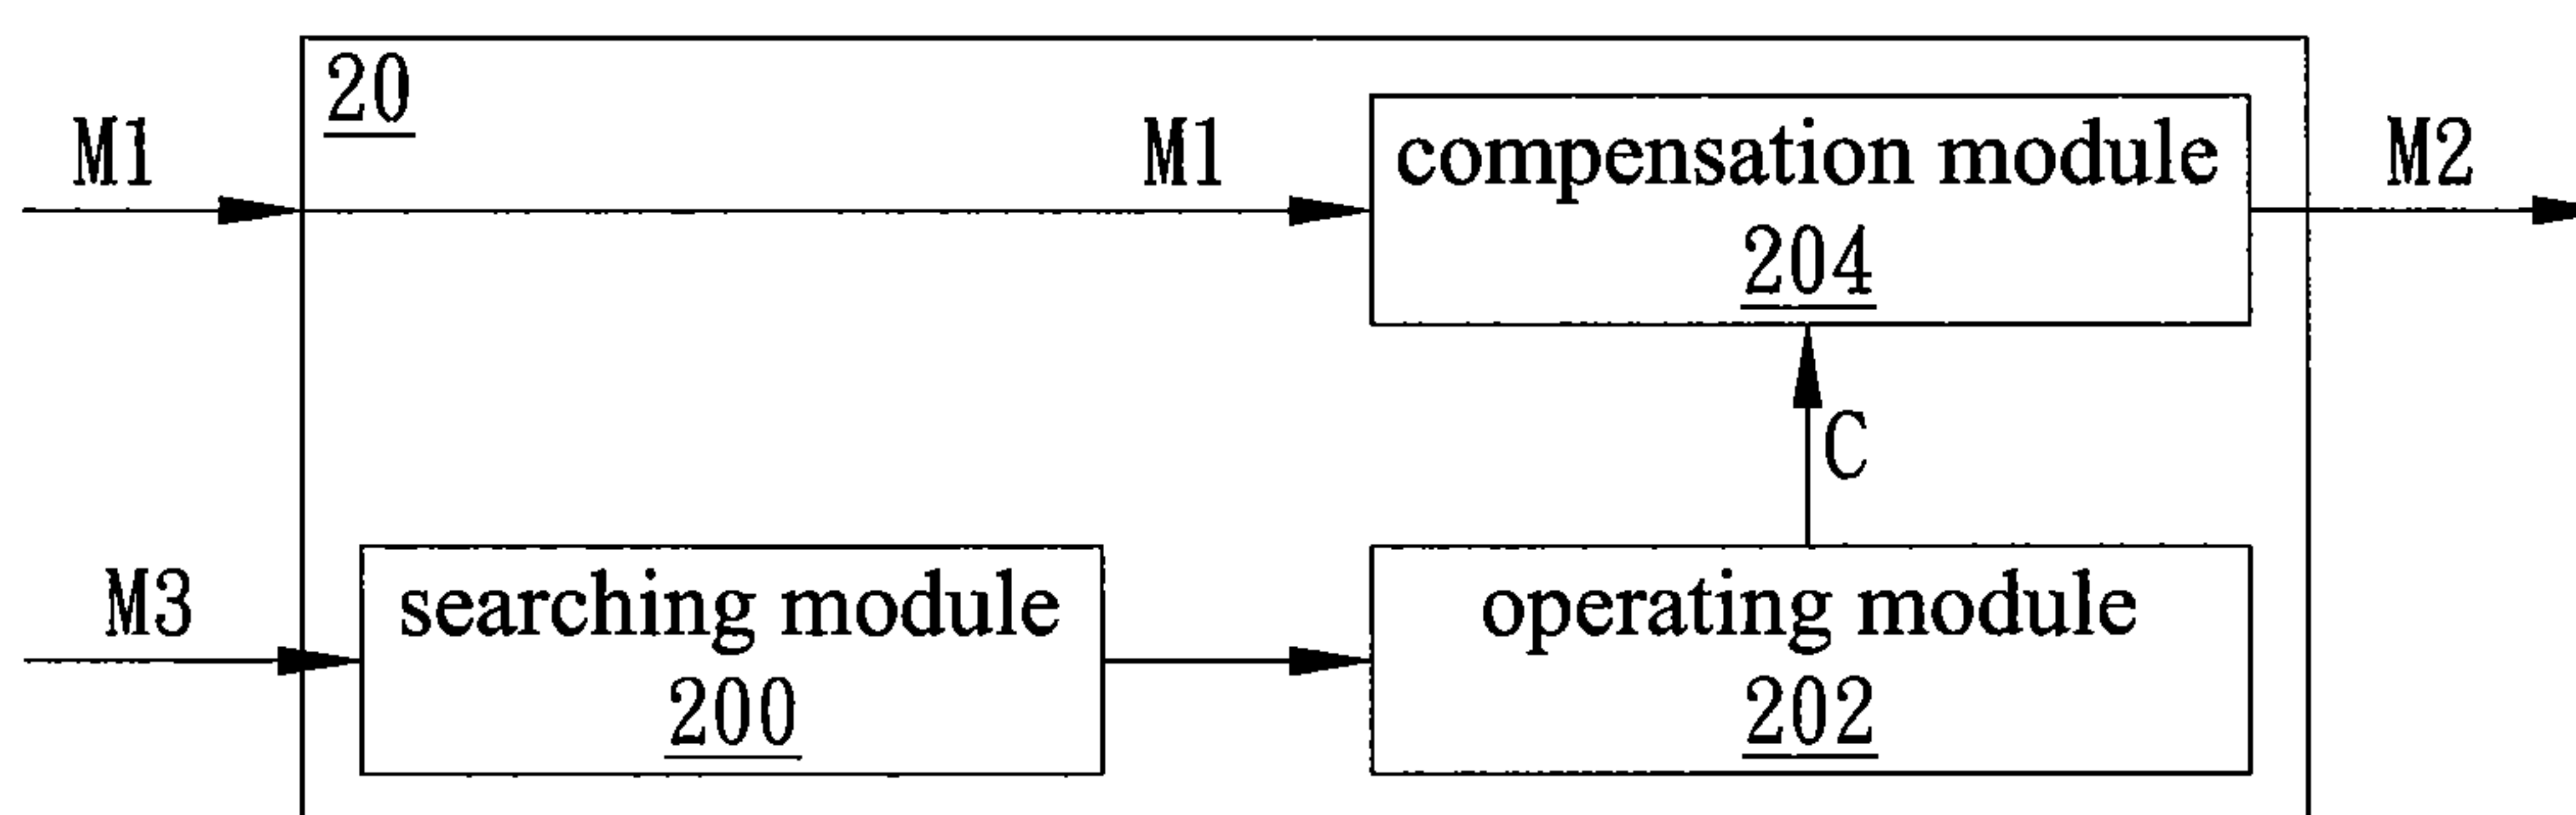 20
M1
M1
compensation module
204
M2
C
M3
searching module
200
operating module
202